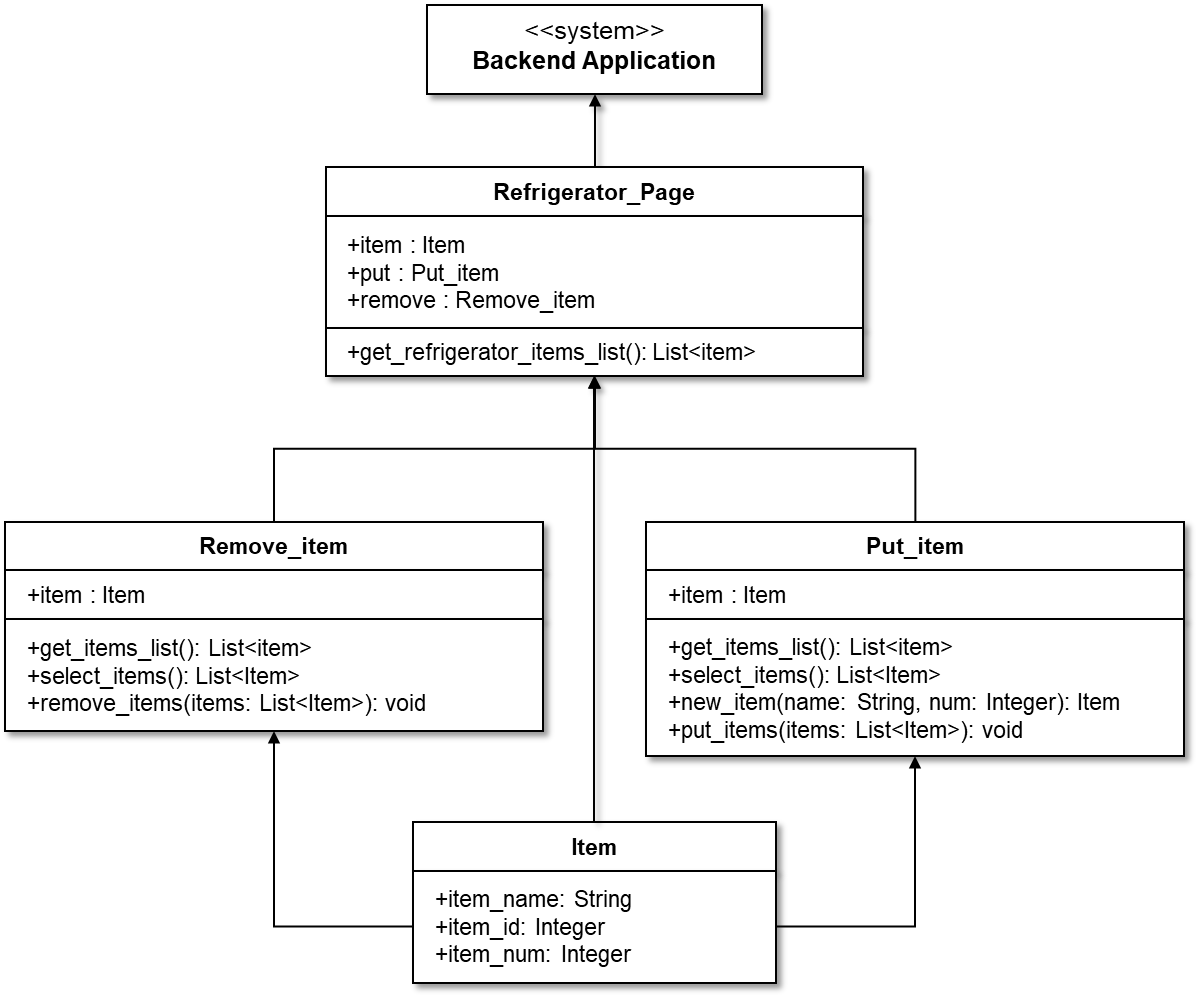 <<system>>
Backend Application
Refrigerator_Page
+item : Item
+put : Put_item
+remove : Remove_item
+get_refrigerator_items_list(): List<item>
Remove_item
+item : Item
+get_items_list(): List<item>
+select_items(): List<Item>
+remove_items(items: List<Item>): void
Put_item
+item : Item
+get_items_list(): List<item>
+select_items(): List<Item>
+new_item(name: String, num: Integer): Item
+put_items(items: List<Item>): void
Item
+item_name: String
+item_id: Integer
+item_num: Integer